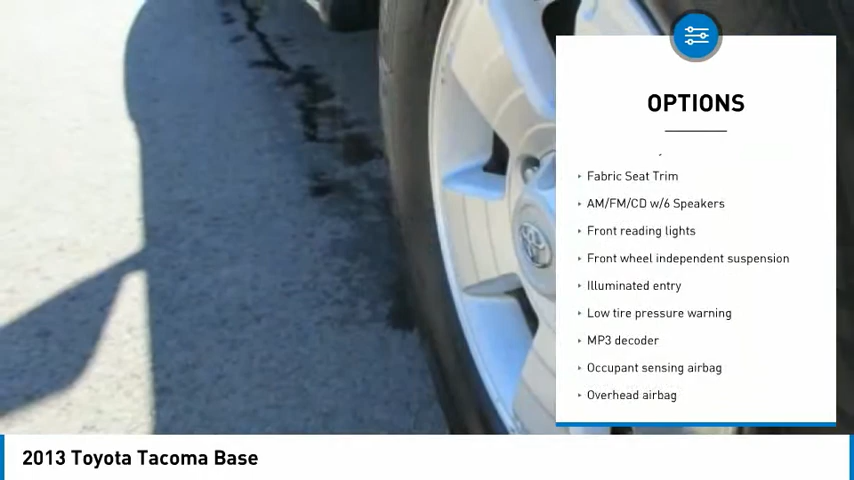 OPTIONS
Fabric Seat Trim
AM/FM/CD w/6 Speakers
Front reading lights
Front wheel independent suspension
Illuminated entry
Low tire pressure warning
MP3 decoder
Occupant sensing airbag
Overhead airbag
2013 Toyota Tacoma Base